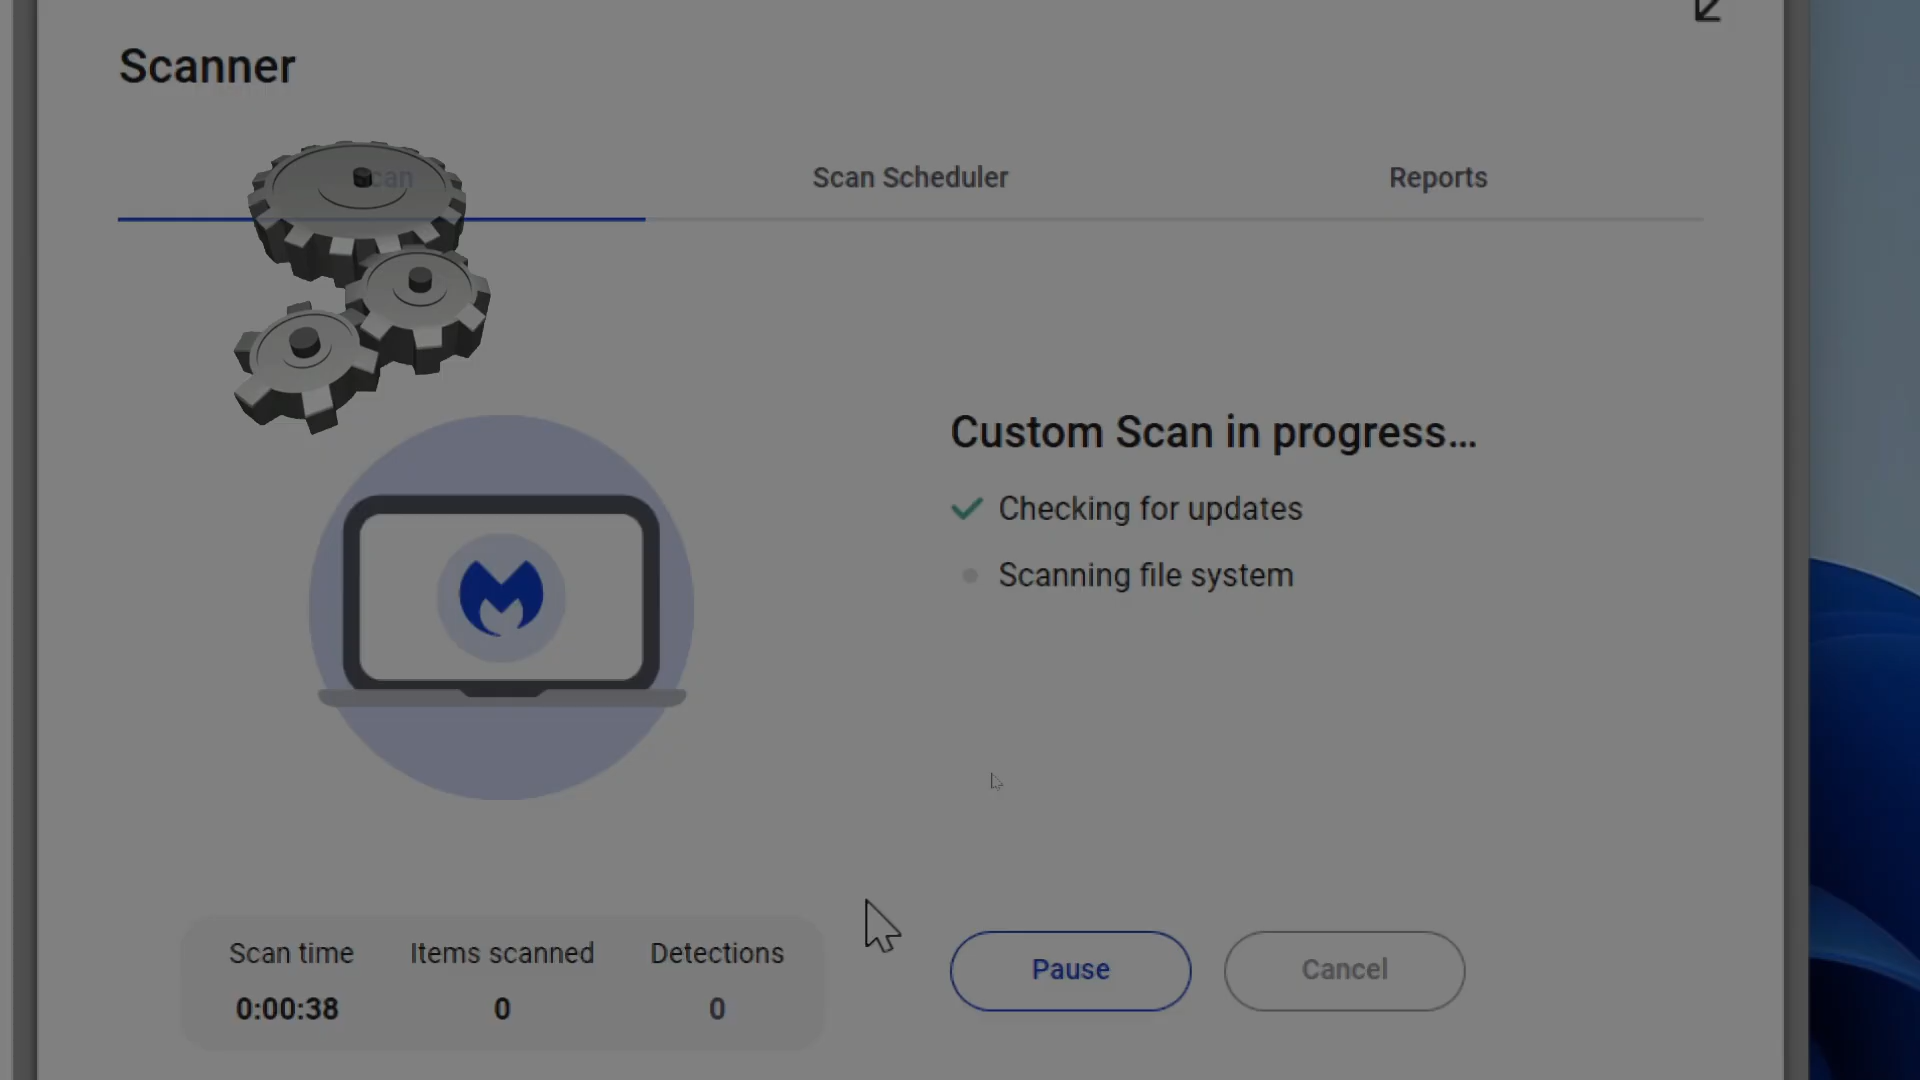 Scanner
Scan
Scan Scheduler
Reports
Custom Scan in progress...
Checking for updates
Scanning file system
Scan time
Items scanned
Detections
0:00:38
0
0
Pause
Cancel